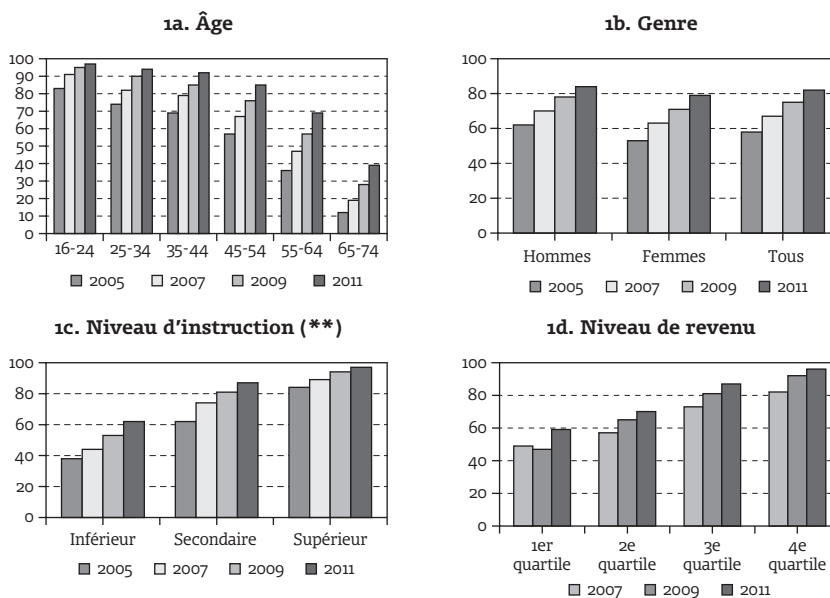 1a. Âge
100
90
80
70
60
50
40
30
20
10
0
16-24 25-34 35-44 45-54 55-64 65-74
2005 2007 2009 2011
1b. Genre
100
80
60
40
20
0
Hommes Femmes Tous
2005 2007 2009 2011
1c. Niveau d'instruction (**)
100
80
60
40
20
0
Inférieur Secondaire Supérieur
2005 2007 2009 2011
1d. Niveau de revenu
100
80
60
40
20
0
1er 2e 3e 4e
quartile quartile quartile quartile
2007 2009 2011